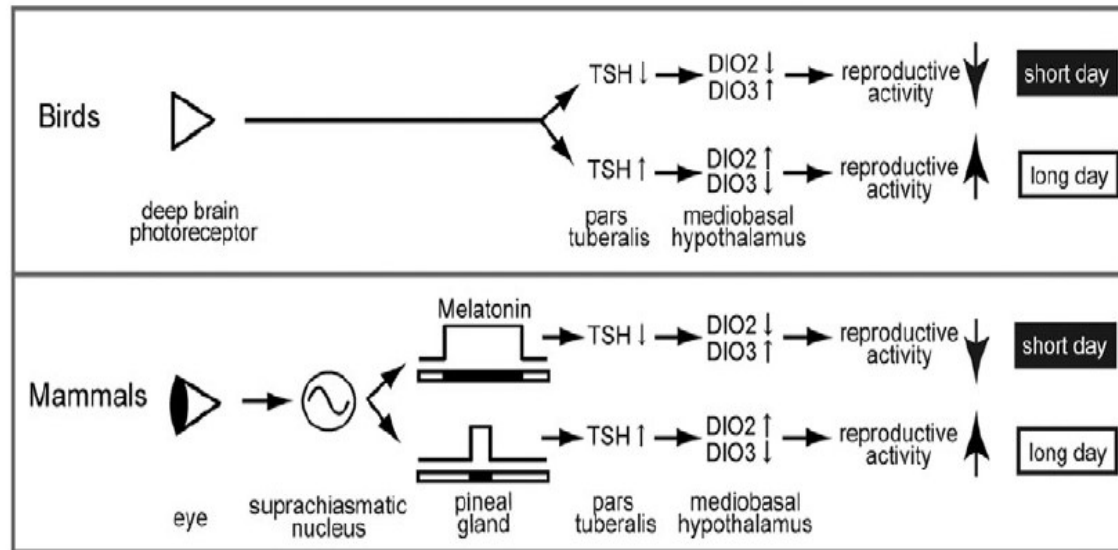 Birds
deep brain
photoreceptor
TSH ↓
DIO2 ↓
DIO3 ↑
reproductive
activity
short day
TSH ↑
DIO2 ↑
DIO3 ↓
reproductive
activity
long day
pars
tuberalis
mediobasal
hypothalamus
Mammals
eye
suprachiasmatic
nucleus
Melatonin
pineal
gland
TSH ↓
DIO2 ↓
DIO3 ↑
reproductive
activity
short day
TSH ↑
DIO2 ↑
DIO3 ↓
reproductive
activity
long day
pars
tuberalis
mediobasal
hypothalamus